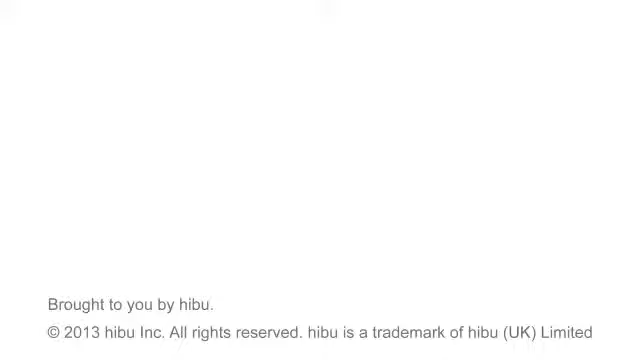 Brought to you by hibu.
© 2013 hibu Inc. All rights reserved. hibu is a trademark of hibu (UK) Limited